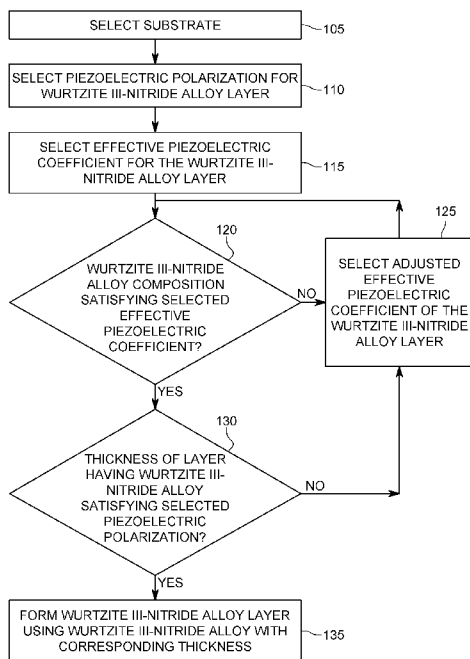 SELECT SUBSTRATE
105
SELECT PIEZOELECTRIC POLARIZATION FOR
WURTZITE III-NITRIDE ALLOY LAYER
110
SELECT EFFECTIVE PIEZOELECTRIC
COEFFICIENT FOR THE WURTZITE III-
NITRIDE ALLOY LAYER
115
120
WURTZITE III-NITRIDE
ALLOY COMPOSITION
SATISFYING SELECTED
EFFECTIVE
PIEZOELECTRIC
COEFFICIENT?
NO
125
SELECT ADJUSTED
EFFECTIVE
PIEZOELECTRIC
COEFFICIENT OF THE
WURTZITE III-NITRIDE
ALLOY LAYER
YES
130
THICKNESS OF LAYER
HAVING WURTZITE III-
NITRIDE ALLOY
SATISFYING SELECTED
PIEZOELECTRIC
POLARIZATION?
NO
YES
FORM WURTZITE III-NITRIDE ALLOY LAYER
USING WURTZITE III-NITRIDE ALLOY WITH
CORRESPONDING THICKNESS
135